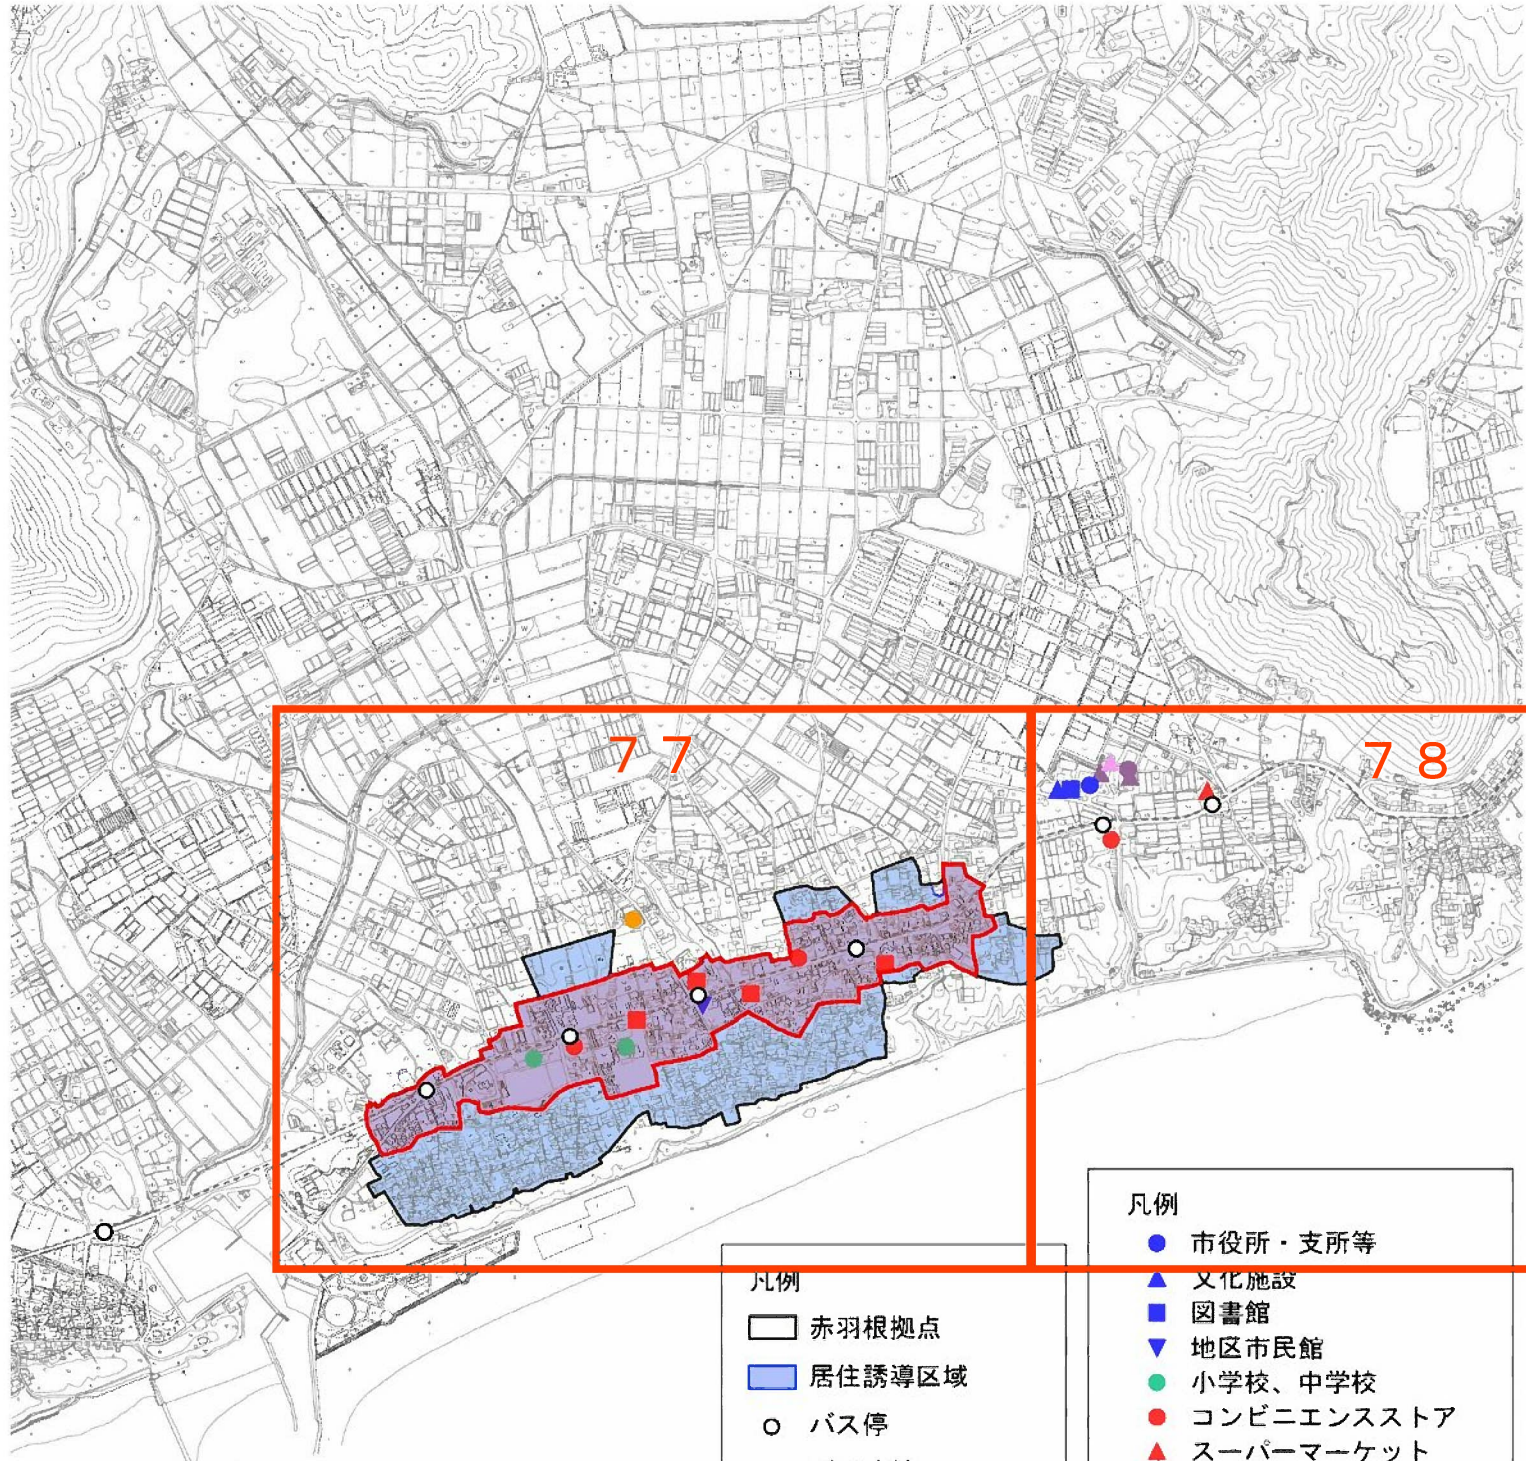 77
78
凡例
市役所・支所等
文化施設
図書館
地区市民館
小学校、中学校
コンビニエンスストア
スーパーマーケット
凡例
赤羽根拠点
居住誘導区域
バス停